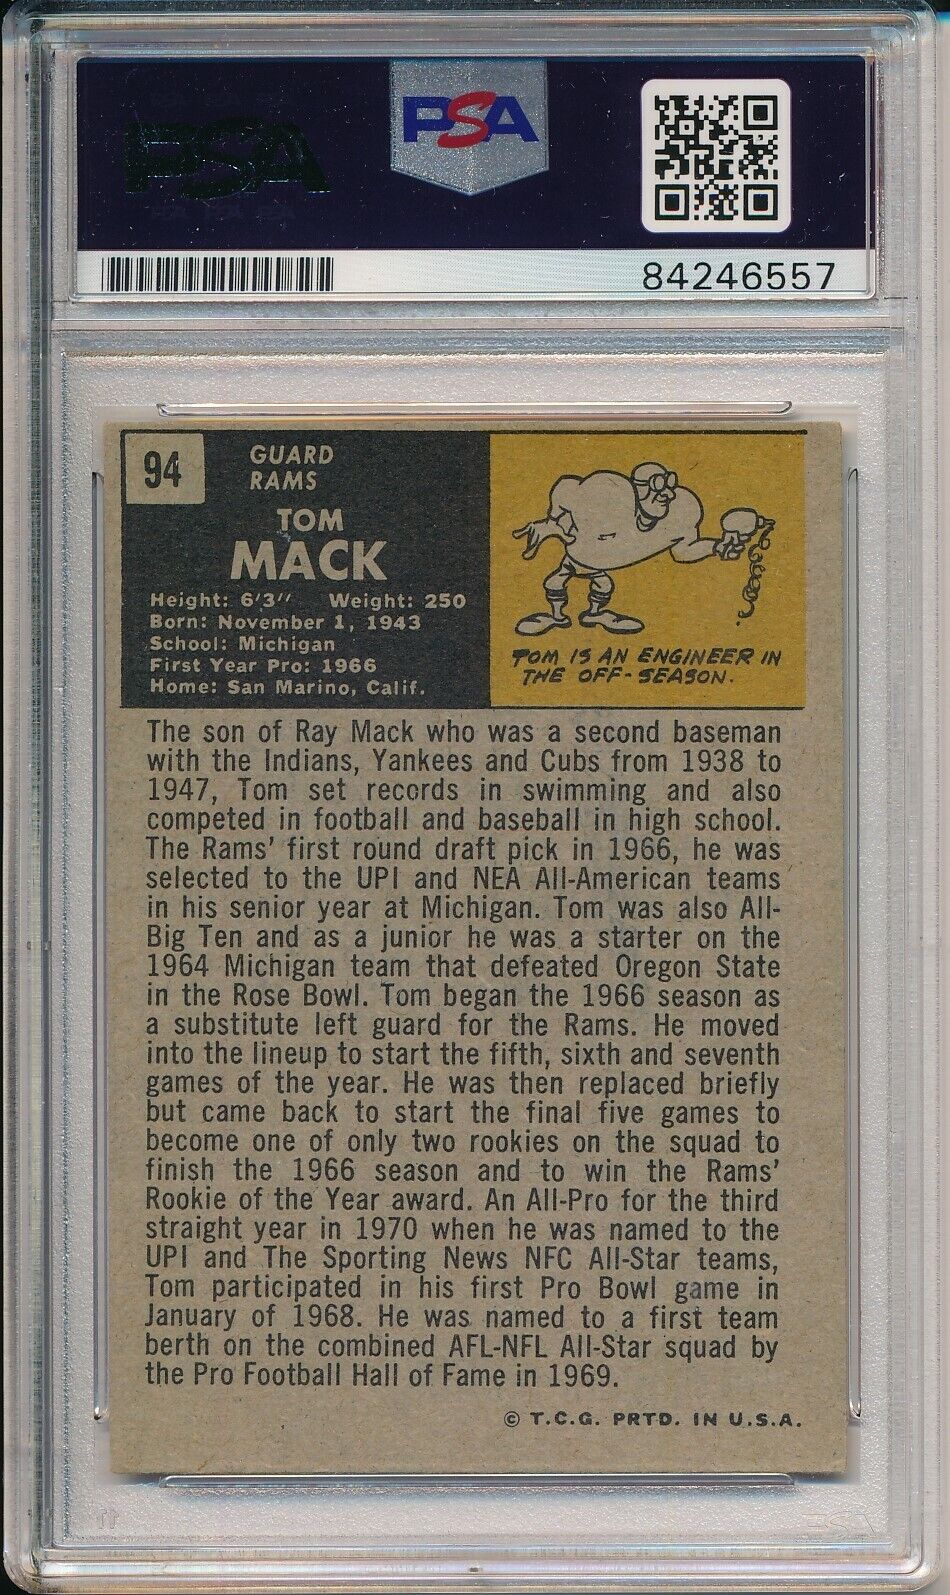 PSA
PSA
84246557
94
GUARD
RAMS
TOM
MACK
Height: 6'3'' Weight: 250
Born: November 1, 1943
School: Michigan
First Year Pro: 1966
Home: San Marino, Calif.
TOM IS AN ENGINEER IN
THE OFF-SEASON.
The son of Ray Mack who was a second baseman
with the Indians, Yankees and Cubs from 1938 to
1947, Tom set records in swimming and also
competed in football and baseball in high school.
The Rams' first round draft pick in 1966, he was
selected to the UPI and NEA All-American teams
in his senior year at Michigan. Tom was also All-
Big Ten and as a junior he was a starter on the
1964 Michigan team that defeated Oregon State
in the Rose Bowl. Tom began the 1966 season as
a substitute left guard for the Rams. He moved
into the lineup to start the fifth, sixth and seventh
games of the year. He was then replaced briefly
but came back to start the final five games to
become one of only two rookies on the squad to
finish the 1966 season and to win the Rams'
Rookie of the Year award. An All-Pro for the third
straight year in 1970 when he was named to the
UPI and The Sporting News NFC All-Star teams,
Tom participated in his first Pro Bowl game in
January of 1968. He was named to a first team
berth on the combined AFL-NFL All-Star squad by
the Pro Football Hall of Fame in 1969.
© T.C.G. PRTD. IN U.S.A.